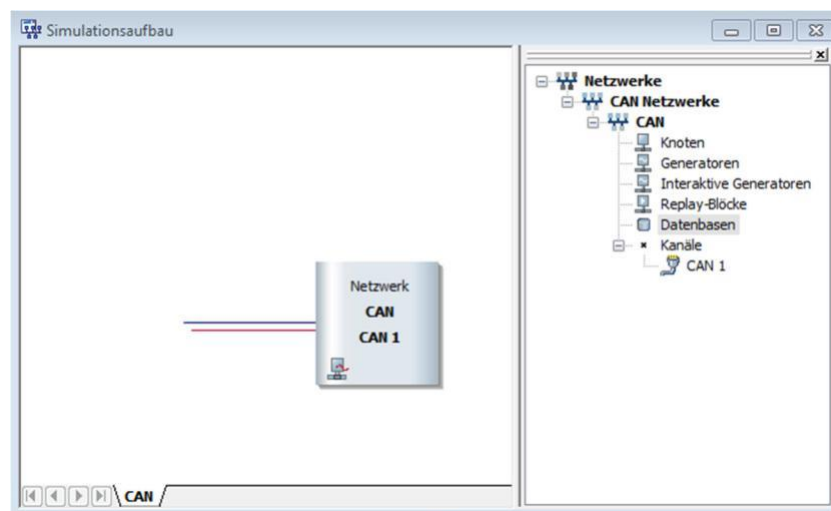 Simulationsaufbau
Netzwerk
CAN
CAN 1
CAN
Netzwerke
CAN Netzwerke
CAN
Knoten
Generatoren
Interaktive Generatoren
Replay-Blöcke
Datenbasen
Kanäle
CAN 1